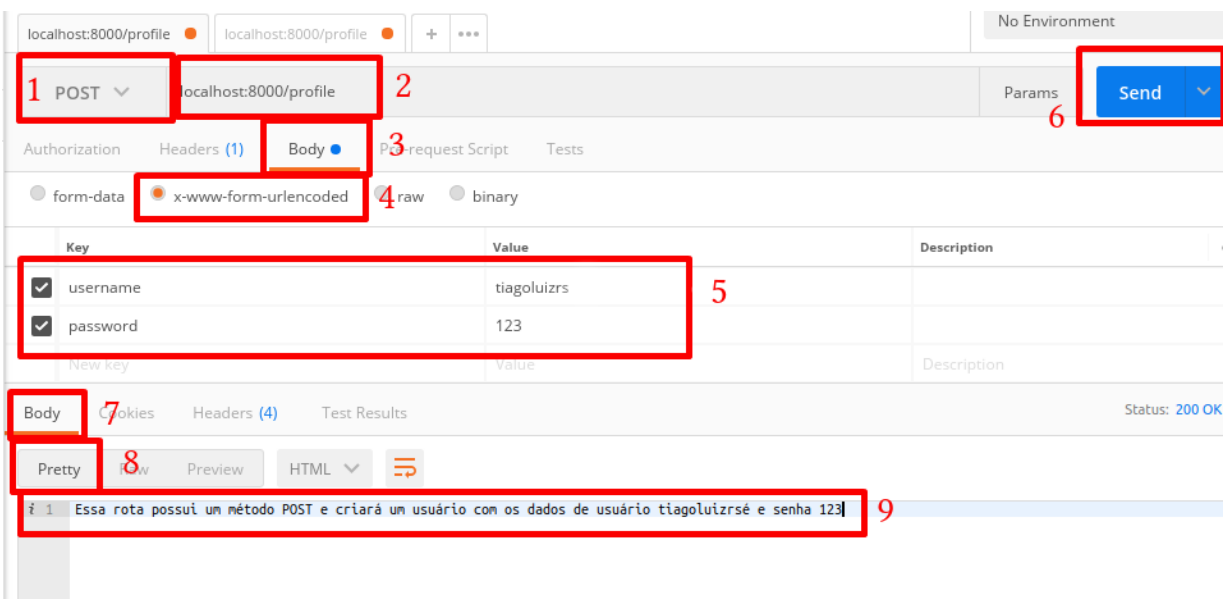 localhost:8000/profile localhost:8000/profile + ••• No Environment
1 POST localhost:8000/profile 2 Params 6 Send
Authorization Headers (1) Body 3 Pre-request Script Tests
form-data x-www-form-urlencoded 4 raw binary
Key Value Description
username tiagoluizrs 5
password 123
New key Value Description
Body 7 Cookies Headers (4) Test Results Status: 200 OK
Pretty 8 Raw Preview HTML
i 1 Essa rota possui um método POST e criará um usuário com os dados de usuário tiagoluizrsé e senha 123 9